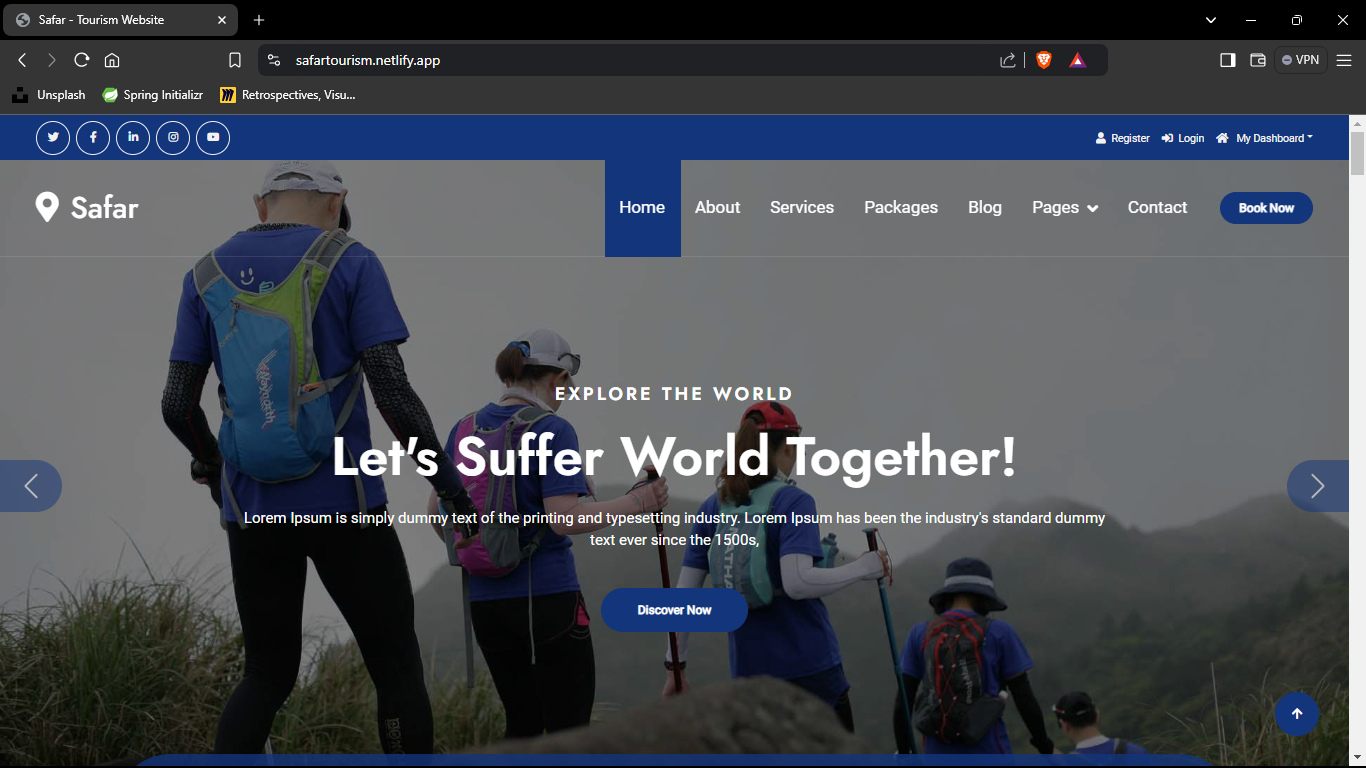 Safar - Tourism Website
safartourism.netlify.app
VPN
Unsplash
Spring Initializr
Retrospectives, Visu...
Register
Login
My Dashboard
Safar
Home
About
Services
Packages
Blog
Pages
Contact
Book Now
EXPLORE THE WORLD
Let's Suffer World Together!
Lorem Ipsum is simply dummy text of the printing and typesetting industry. Lorem Ipsum has been the industry's standard dummy
text ever since the 1500s,
Discover Now